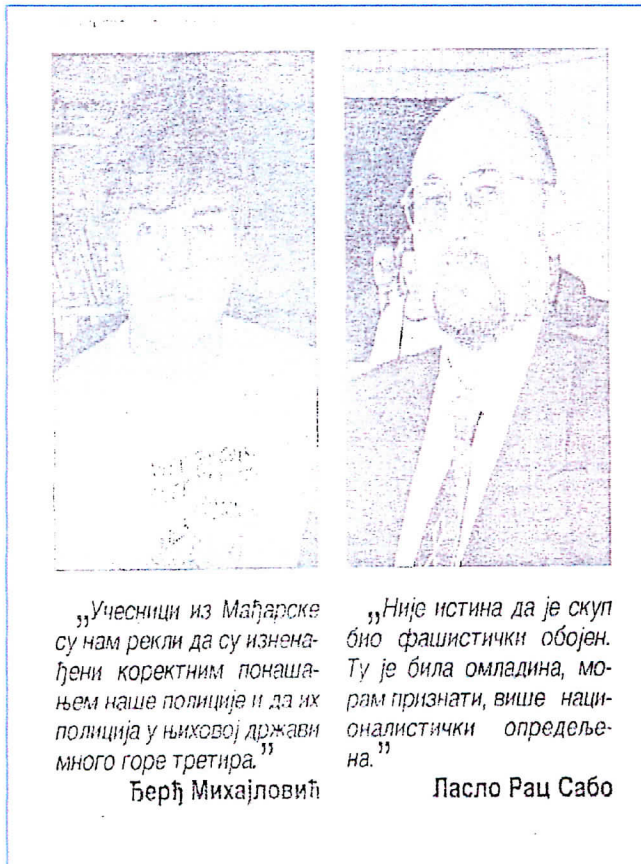 „Учесници из Мађарске
су нам рекли да су изнена-
ђени коректним понаша-
њем наше полиције и да их
полиција у њиховој држави
много горе третира.”
Ђерђ Михајловић
„Није истина да је скуп
био фашистички обојен.
Ту је била омладина, мо-
рам признати, више наци-
оналистички опредеље-
на.”
Ласло Рац Сабо